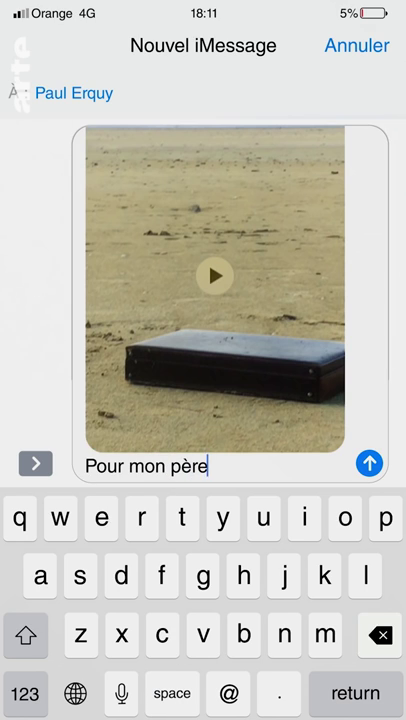 Orange 4G 18:11 5%
Nouvel iMessage Annuler
arte
À : Paul Erquy
Pour mon père
q w e r t y u i o p
a s d f g h j k l
z x c v b n m
123 space @ . return